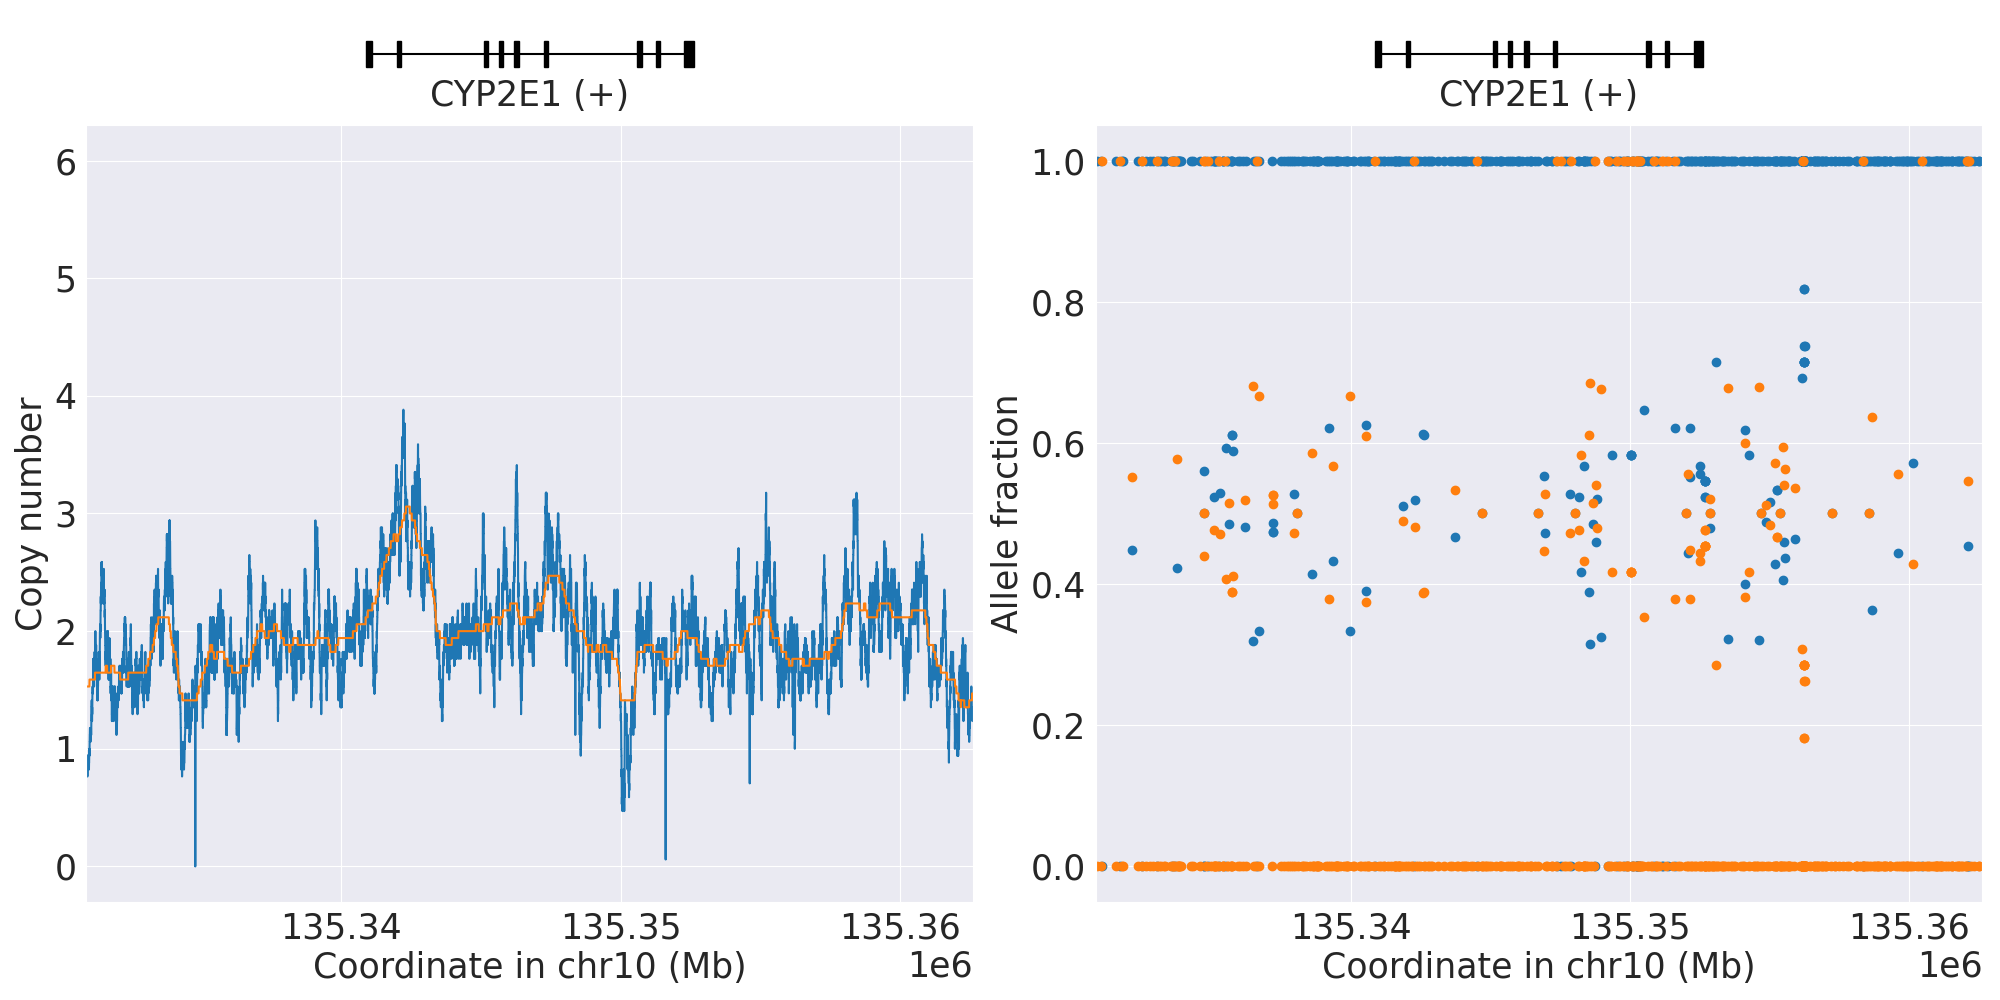 CYP2E1 (+)
6
5
4
3
2
1
0
Copy number
135.34 135.35 135.36
Coordinate in chr10 (Mb)
1e6
CYP2E1 (+)
1.0
0.8
0.6
0.4
0.2
0.0
Allele fraction
135.34 135.35 135.36
Coordinate in chr10 (Mb)
1e6